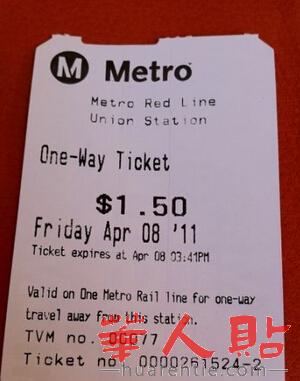 M Metro
Metro Red Line
Union Station
One-Way Ticket
$1.50
Friday Apr 08 '11
Ticket expires at Apr 08 03:41PM
Valid on One Metro Rail line for one-way
travel away from this station.
TVM no. 00077
Ticket no. 0000261524-2
華人貼
www.huarentie.com